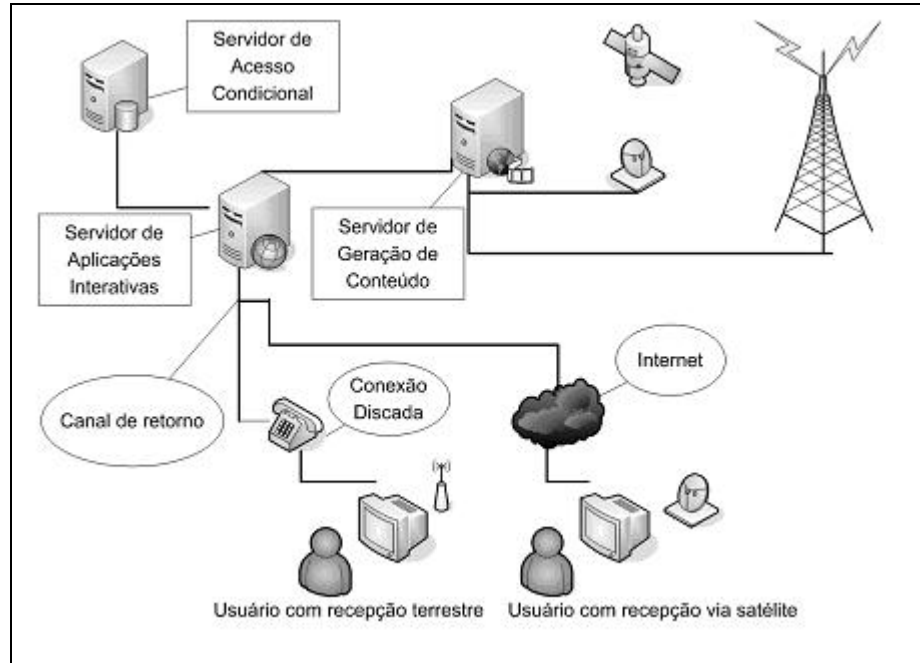 Servidor de
Acesso
Condicional
Servidor de
Aplicações
Interativas
Servidor de
Geração de
Conteúdo
Internet
Conexão
Discada
Canal de retorno
Usuário com recepção terrestre
Usuário com recepção via satélite